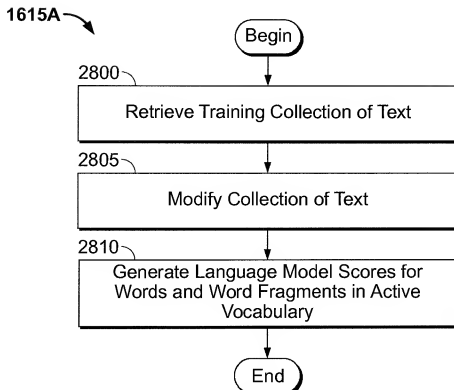 1615A
Begin
2800
Retrieve Training Collection of Text
2805
Modify Collection of Text
2810
Generate Language Model Scores for
Words and Word Fragments in Active
Vocabulary
End